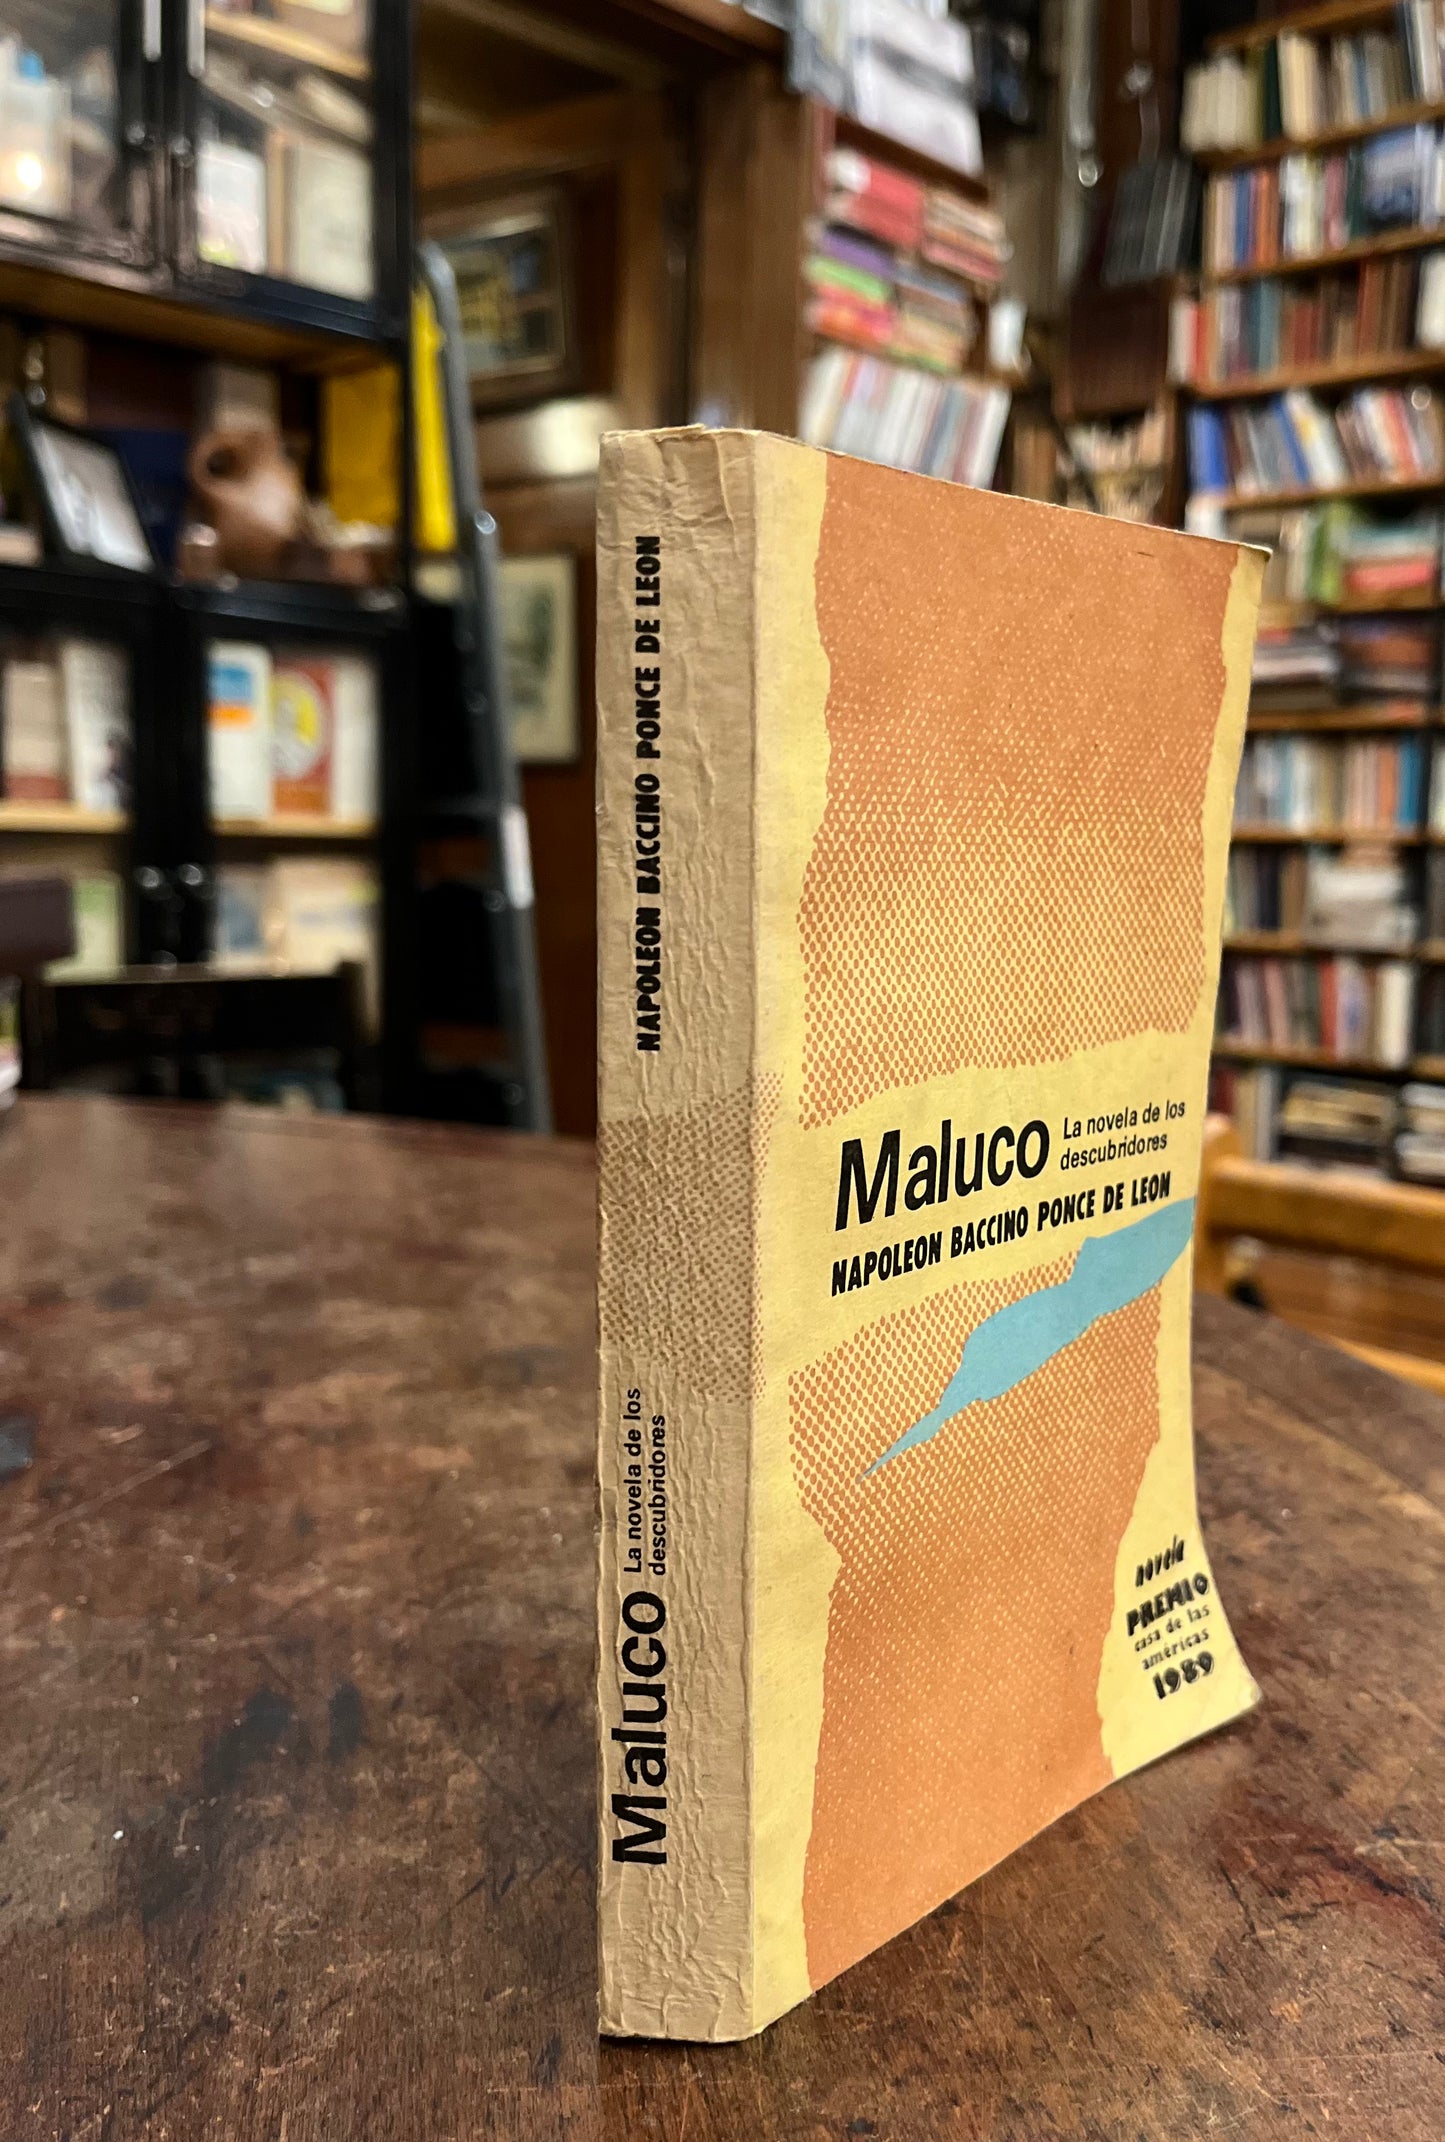 NAPOLEON BACCINO PONCE DE LEON
Maluco
La novela de los
descubridores
Maluco
La novela de los
descubridores
NAPOLEON BACCINO PONCE DE LEON
novela
PREMIO
casa de las
américas
1989